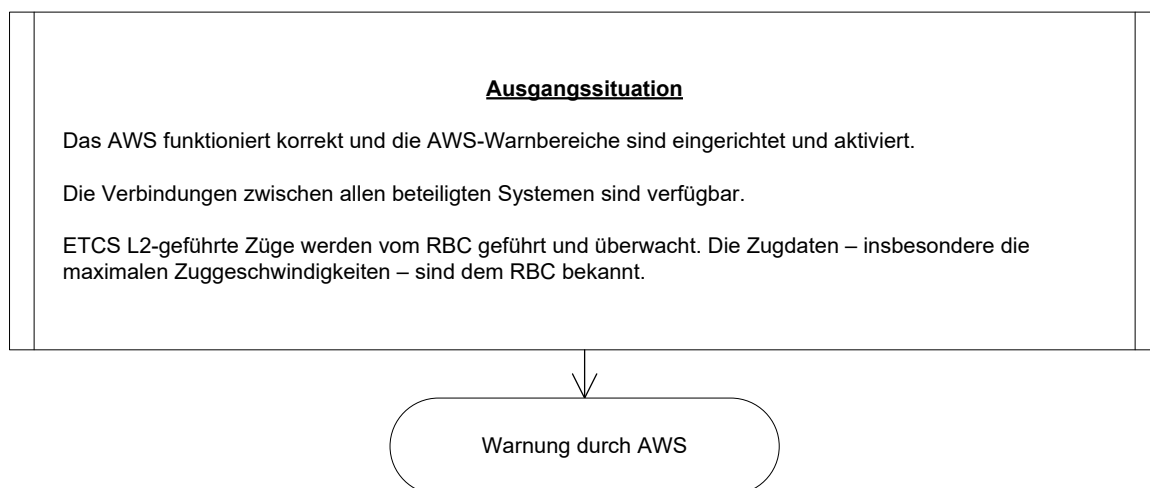 Ausgangssituation
Das AWS funktioniert korrekt und die AWS-Warnbereiche sind eingerichtet und aktiviert.
Die Verbindungen zwischen allen beteiligten Systemen sind verfügbar.
ETCS L2-geführte Züge werden vom RBC geführt und überwacht. Die Zugdaten – insbesondere die
maximalen Zuggeschwindigkeiten – sind dem RBC bekannt.
Warnung durch AWS